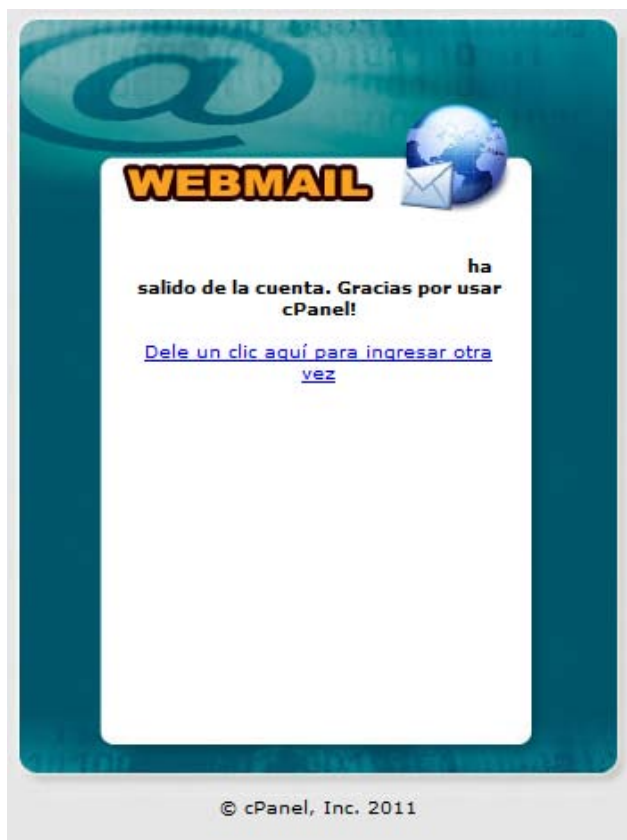 WEBMAIL
ha
salido de la cuenta. Gracias por usar
cPanel!
Dele un clic aquí para ingresar otra
vez
© cPanel, Inc. 2011